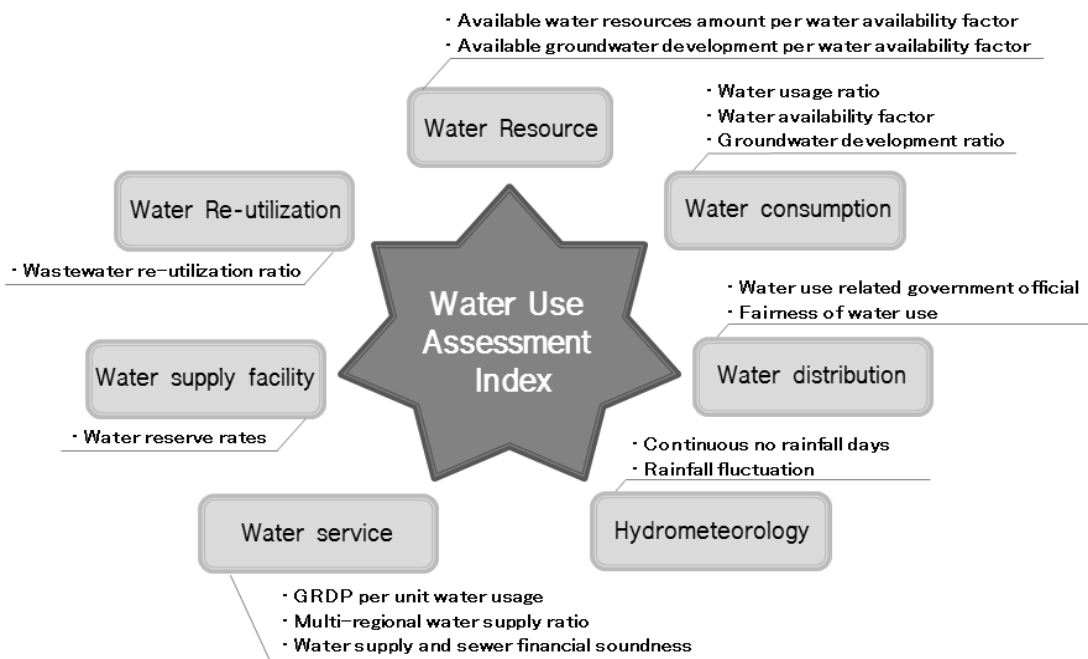 · Available water resources amount per water availability factor
· Available groundwater development per water availability factor
Water Resource
· Water usage ratio
· Water availability factor
· Groundwater development ratio
Water consumption
Water Re-utilization
· Wastewater re-utilization ratio
Water Use
Assessment
Index
· Water use related government official
· Fairness of water use
Water distribution
Water supply facility
· Water reserve rates
· Continuous no rainfall days
· Rainfall fluctuation
Hydrometeorology
Water service
· GRDP per unit water usage
· Multi-regional water supply ratio
· Water supply and sewer financial soundness